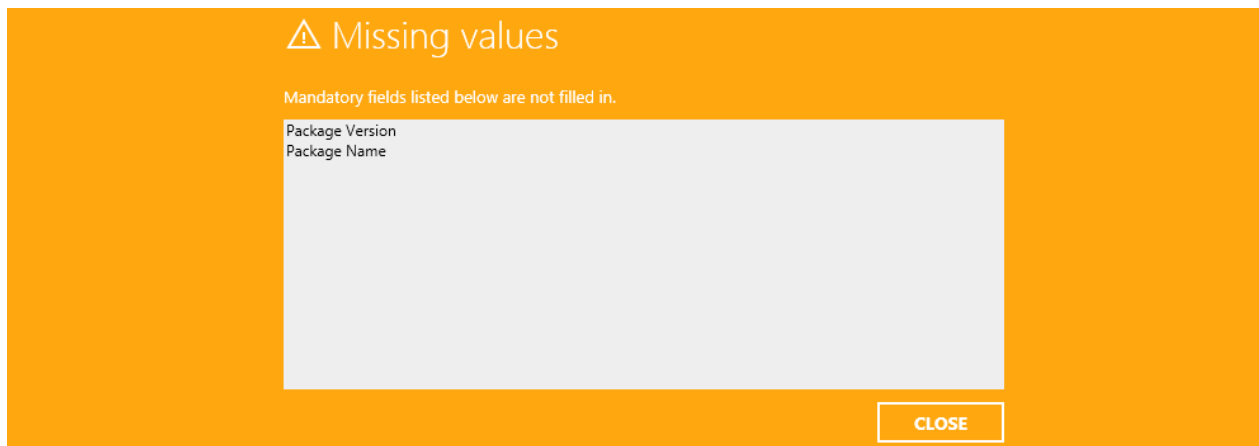 Missing values
Mandatory fields listed below are not filled in.
Package Version
Package Name
CLOSE